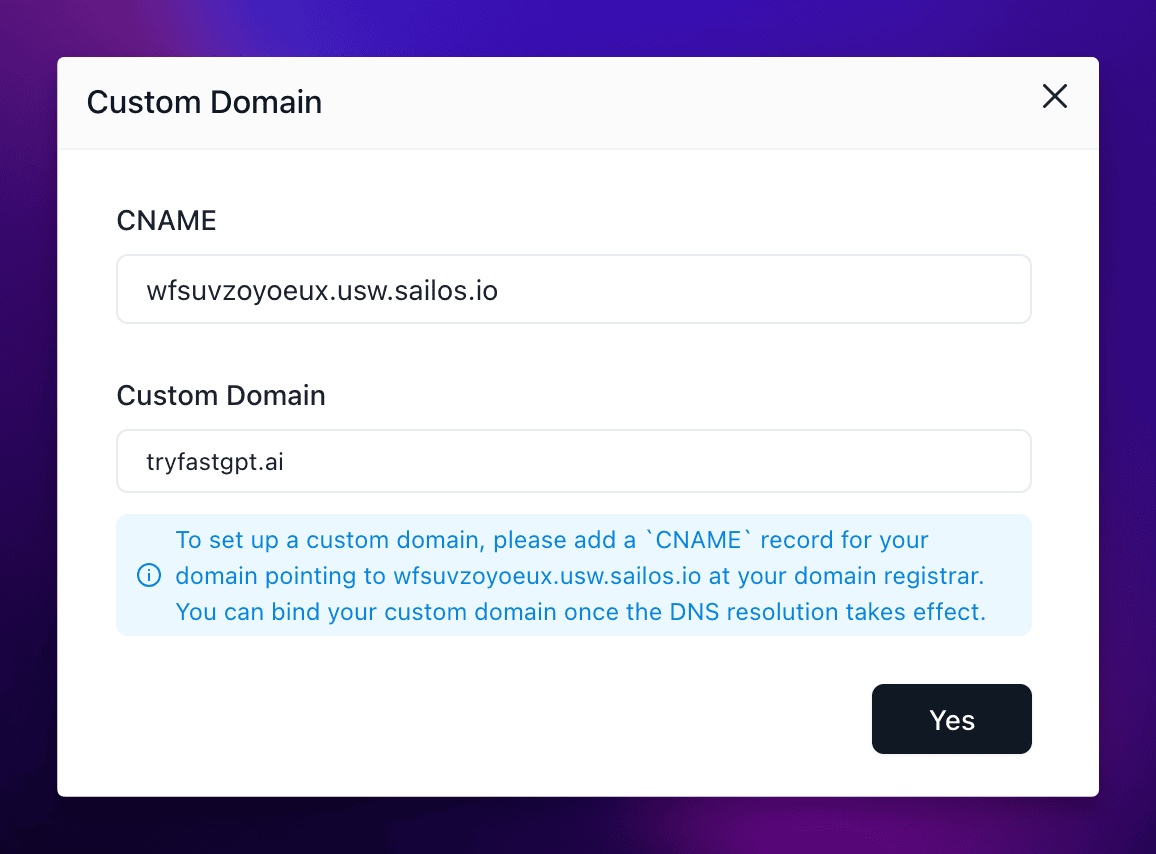 Custom Domain
CNAME
wfsuvzoyoeux.usw.sailos.io
Custom Domain
tryfastgpt.ai
To set up a custom domain, please add a `CNAME` record for your
domain pointing to wfsuvzoyoeux.usw.sailos.io at your domain registrar.
You can bind your custom domain once the DNS resolution takes effect.
Yes